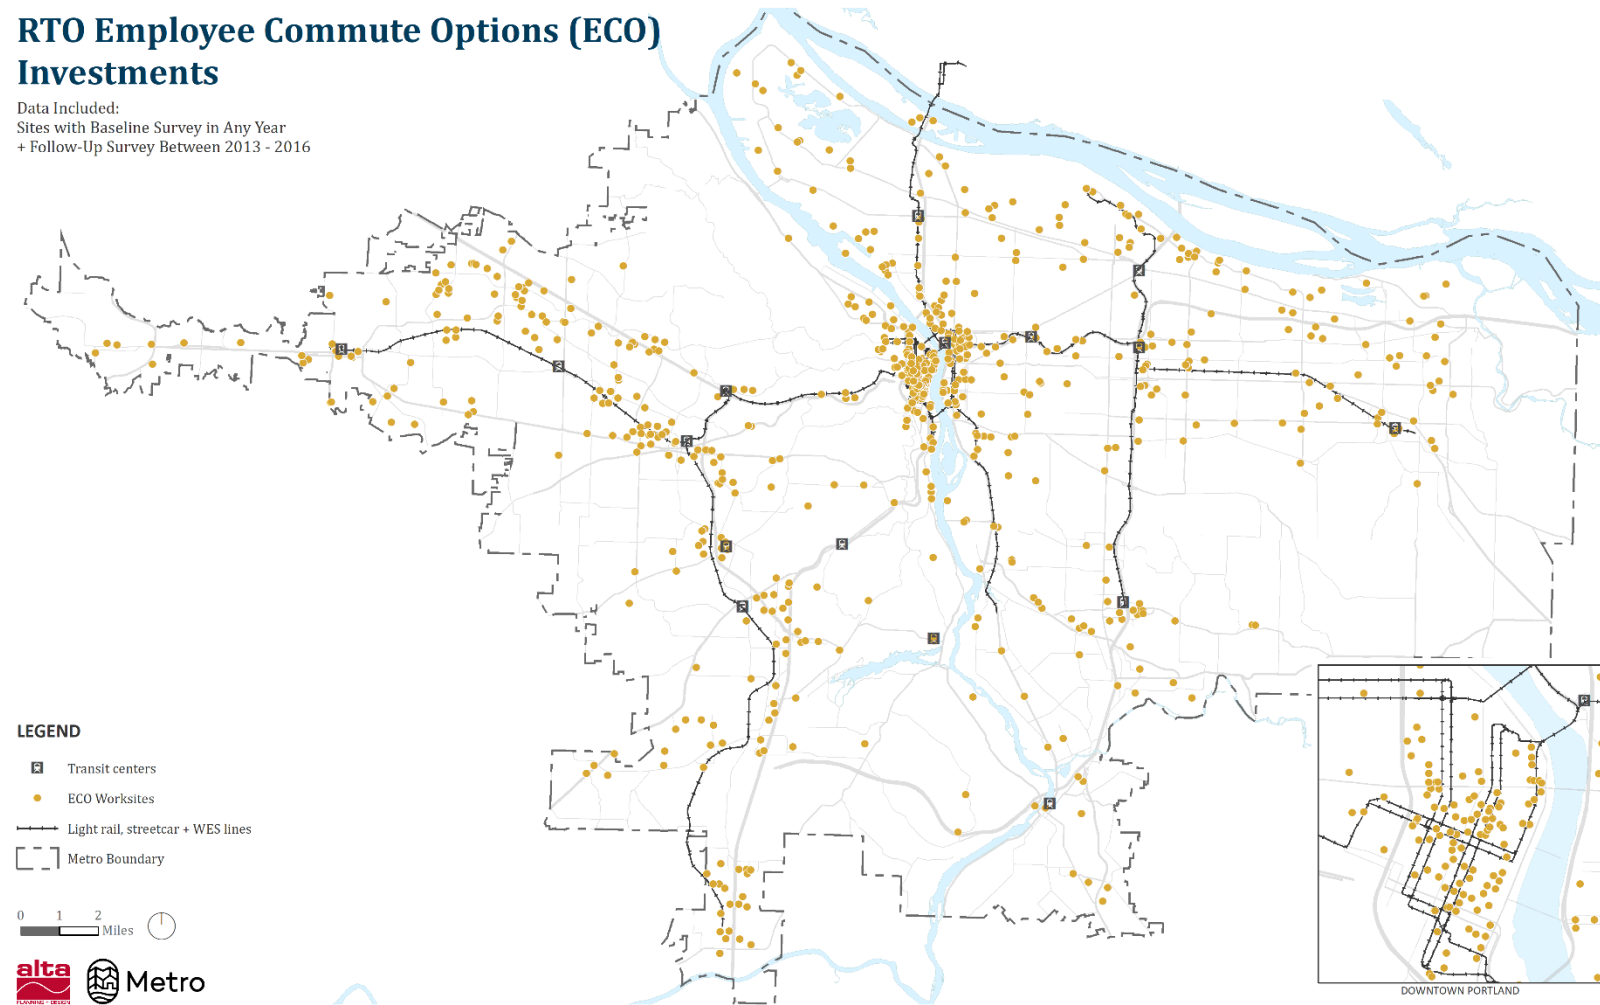 RTO Employee Commute Options (ECO)
Investments
Data Included:
Sites with Baseline Survey in Any Year
+ Follow-Up Survey Between 2013 - 2016
LEGEND
Transit centers
ECO Worksites
Light rail, streetcar + WES lines
Metro Boundary
0 1 2
Miles
alta
PLANNING + DESIGN
Metro
DOWNTOWN PORTLAND